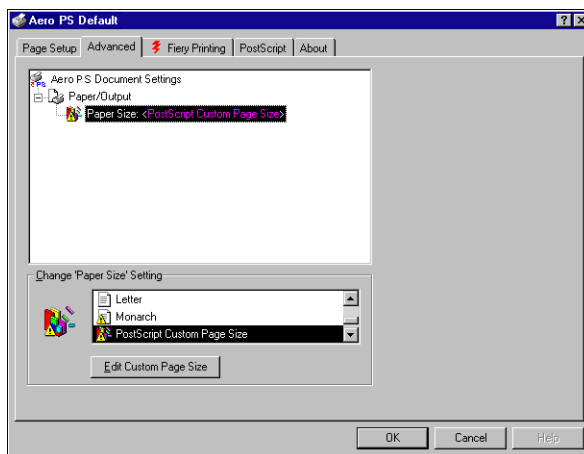 Aero PS Default
Page Setup Advanced Fiery Printing PostScript About
PS
Aero PS Document Settings
Paper/Output
Paper Size: <PostScript Custom Page Size>
Change 'Paper Size' Setting
Letter
Monarch
PostScript Custom Page Size
Edit Custom Page Size
OK Cancel Help